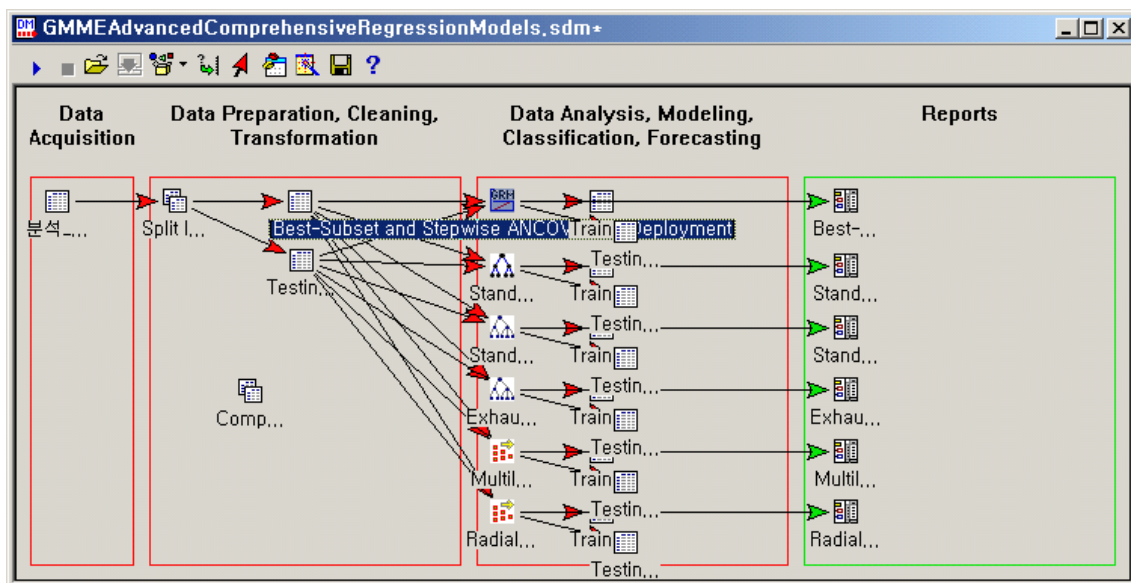 GMMEAdvancedComprehensiveRegressionModels.sdm*
Data Acquisition
Data Preparation, Cleaning, Transformation
Data Analysis, Modeling, Classification, Forecasting
Reports
분석_...
Split I...
Best-Subset and Stepwise
Train
Deployment
Best-...
Testin...
Testin...
Stand...
Train
Stand...
Testin...
Stand...
Train
Stand...
Comp...
Testin...
Exhau...
Train
Exhau...
Testin...
Multil...
Train
Multil...
Testin...
Radial...
Train
Radial...
Testin...